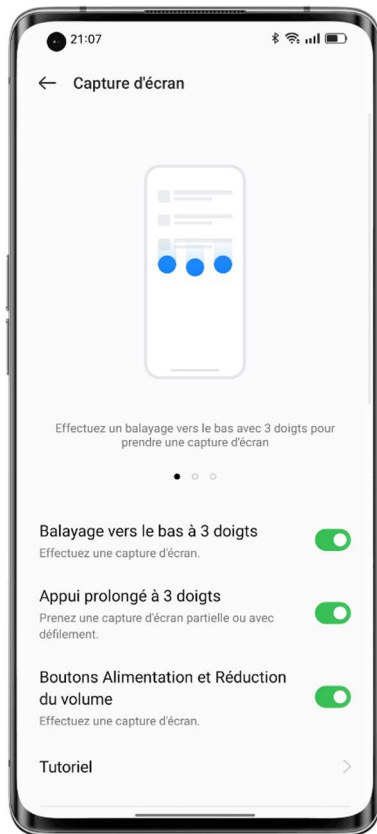 21:07
Capture d'écran
Effectuez un balayage vers le bas avec 3 doigts pour
prendre une capture d'écran
Balayage vers le bas à 3 doigts
Effectuez une capture d'écran.
Appui prolongé à 3 doigts
Prenez une capture d'écran partielle ou avec
défilement.
Boutons Alimentation et Réduction
du volume
Effectuez une capture d'écran.
Tutoriel